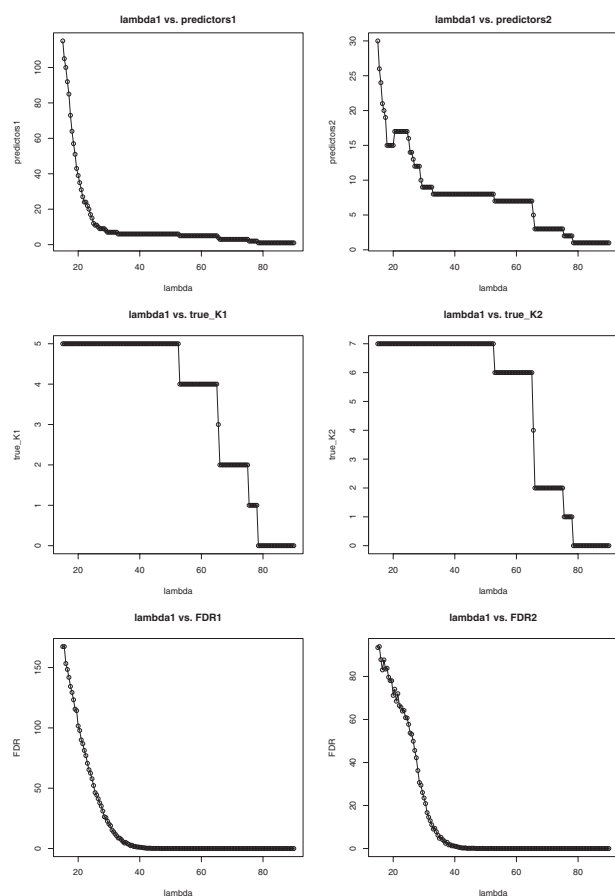 lambda1 vs. predictors1
predictors1
0 20 40 60 80 100
20 40 60 80
lambda
lambda1 vs. predictors2
predictors2
0 5 10 15 20 25 30
20 40 60 80
lambda
lambda1 vs. true_K1
true_K1
0 1 2 3 4 5
20 40 60 80
lambda
lambda1 vs. true_K2
true_K2
0 1 2 3 4 5 6 7
20 40 60 80
lambda
lambda1 vs. FDR1
FDR
0 50 100 150
20 40 60 80
lambda
lambda1 vs. FDR2
FDR
0 20 40 60 80
20 40 60 80
lambda